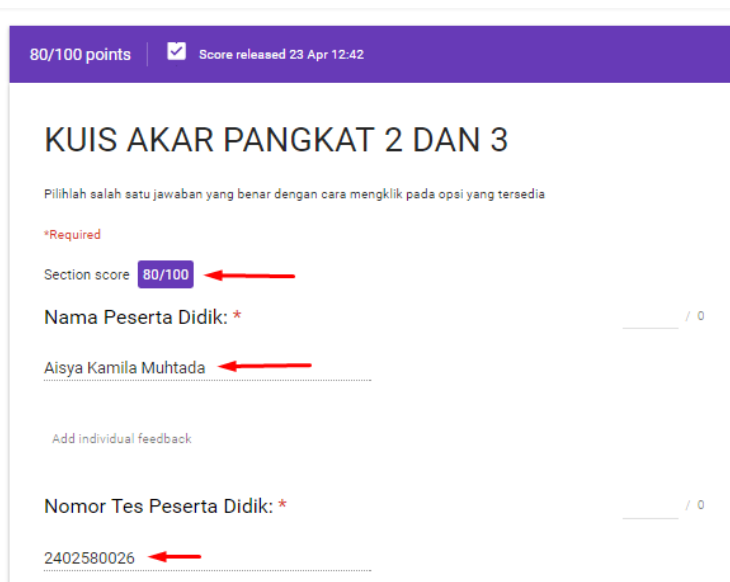 80/100 points Score released 23 Apr 12:42
KUIS AKAR PANGKAT 2 DAN 3
Pilihlah salah satu jawaban yang benar dengan cara mengklik pada opsi yang tersedia
*Required
Section score 80/100
Nama Peserta Didik: * / 0
Aisya Kamila Muhtada
Add individual feedback
Nomor Tes Peserta Didik: * / 0
2402580026